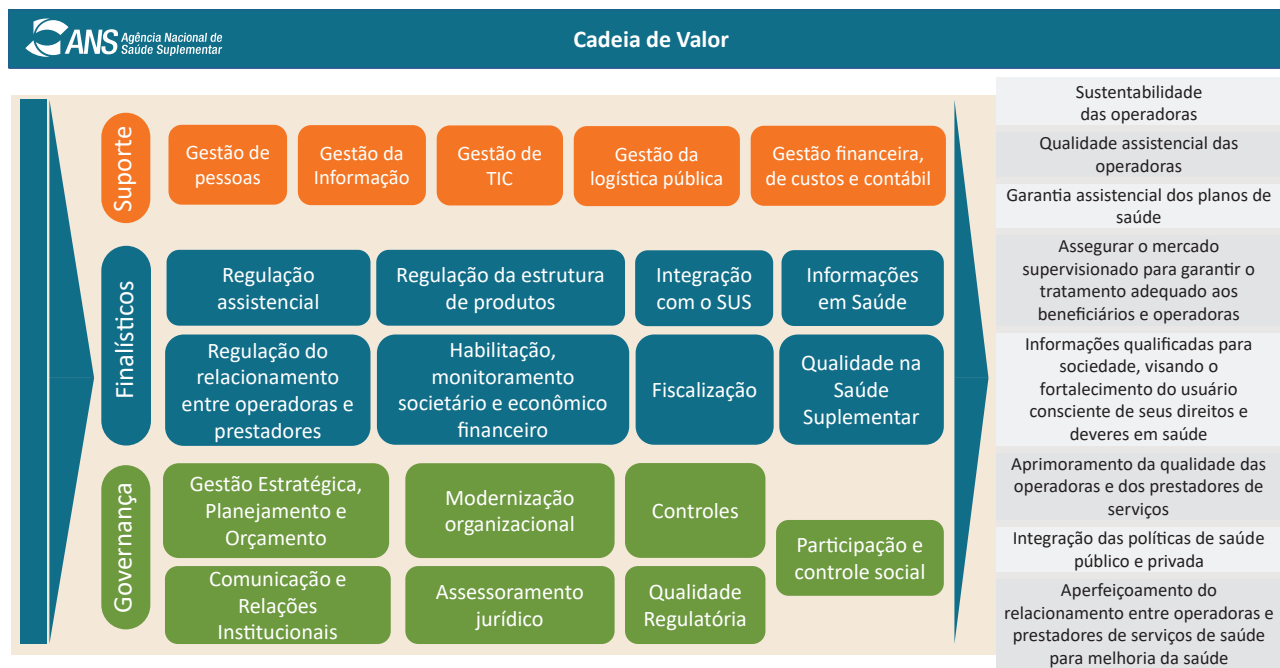 ANS
Agência Nacional de
Saúde Suplementar
Cadeia de Valor
Suporte
Gestão de
pessoas
Gestão da
Informação
Gestão de
TIC
Gestão da
logística pública
Gestão financeira,
de custos e contábil
Finalísticos
Regulação
assistencial
Regulação da estrutura
de produtos
Integração
com o SUS
Informações
em Saúde
Regulação do
relacionamento
entre operadoras e
prestadores
Habilitação,
monitoramento
societário e econômico
financeiro
Fiscalização
Qualidade na
Saúde
Suplementar
Governança
Gestão Estratégica,
Planejamento e
Orçamento
Modernização
organizacional
Controles
Participação e
controle social
Comunicação e
Relações
Institucionais
Assessoramento
jurídico
Qualidade
Regulatória
Sustentabilidade
das operadoras
Qualidade assistencial das
operadoras
Garantia assistencial dos planos de
saúde
Assegurar o mercado
supervisionado para garantir o
tratamento adequado aos
beneficiários e operadoras
Informações qualificadas para
sociedade, visando o
fortalecimento do usuário
consciente de seus direitos e
deveres em saúde
Aprimoramento da qualidade das
operadoras e dos prestadores de
serviços
Integração das políticas de saúde
público e privada
Aperfeiçoamento do
relacionamento entre operadoras e
prestadores de serviços de saúde
para melhoria da saúde